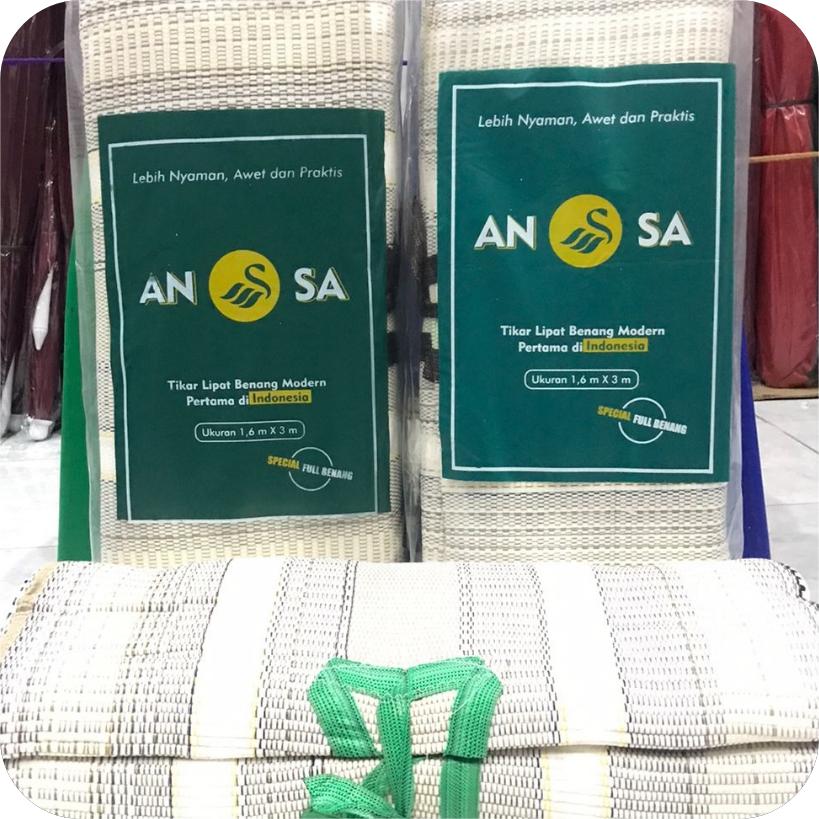 Lebih Nyaman, Awet dan Praktis
AN SA
Tikar Lipat Benang Modern
Pertama di Indonesia
Ukuran 1,6 m X 3 m
SPECIAL FULL BENANG
Lebih Nyaman, Awet dan Praktis
AN SA
Tikar Lipat Benang Modern
Pertama di Indonesia
Ukuran 1,6 m X 3 m
SPECIAL FULL BENANG